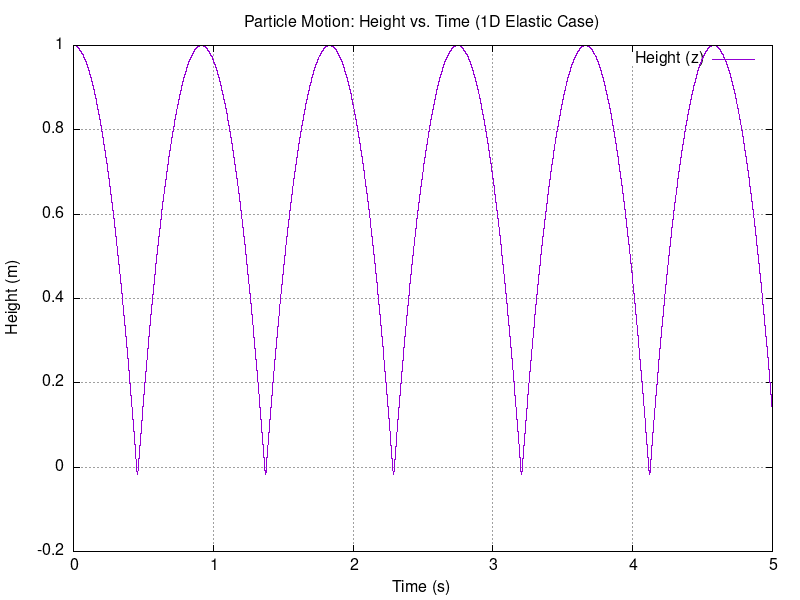 Particle Motion: Height vs. Time (1D Elastic Case)
Height (z)
1
0.8
0.6
0.4
0.2
0
-0.2
Height (m)
0 1 2 3 4 5
Time (s)